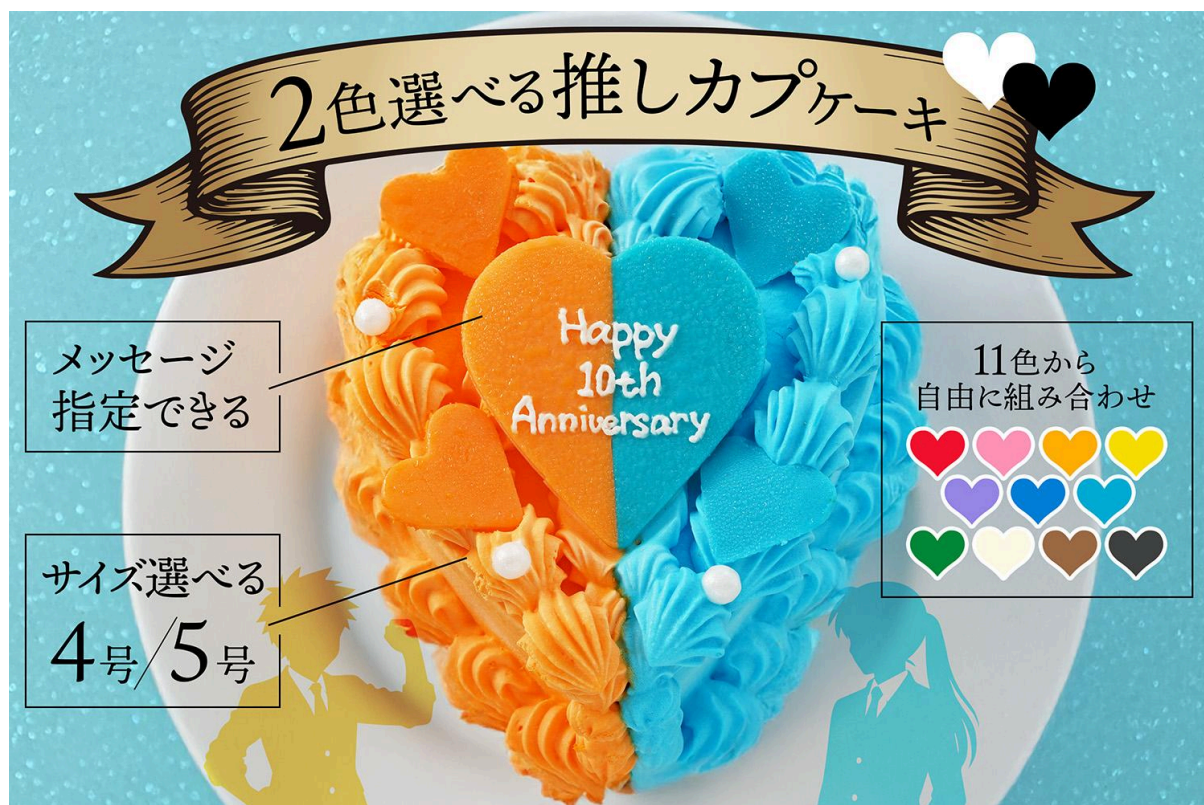 2色選べる推しカプケーキ
メッセージ
指定できる
Happy
10th
Anniversary
11色から
自由に組み合わせ
サイズ選べる
4号/5号